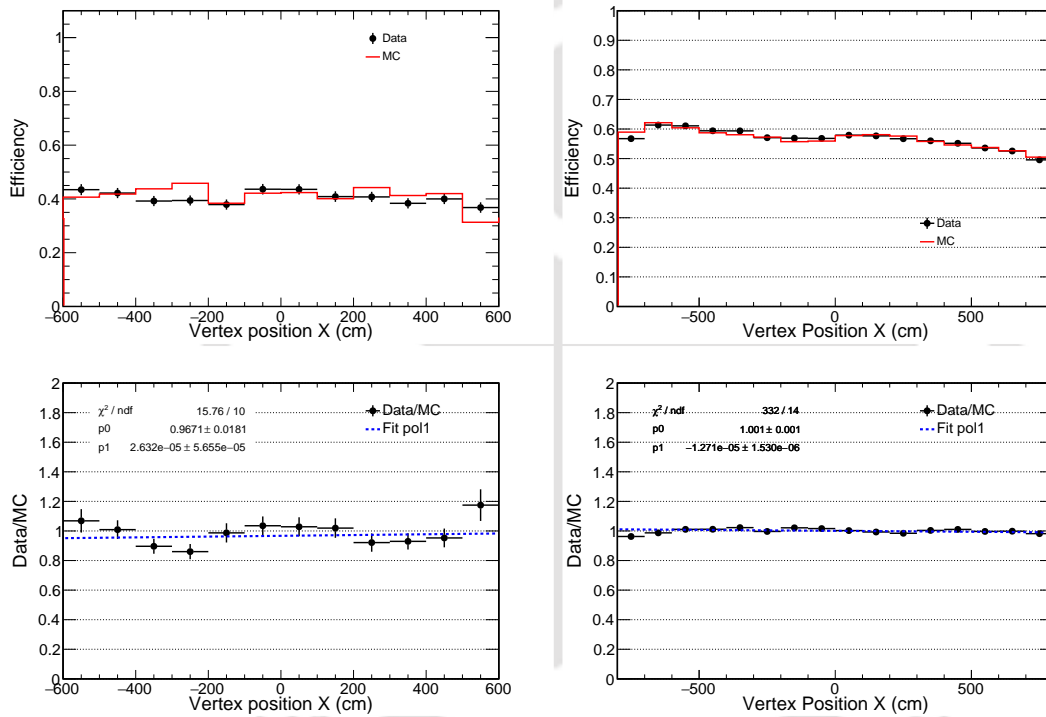 1
0.8
0.6
0.4
0.2
0
Efficiency
Data
MC
−600 −400 −200 0 200 400 600
Vertex position X (cm)
1
0.9
0.8
0.7
0.6
0.5
0.4
0.3
0.2
0.1
0
Efficiency
Data
MC
−500 0 500
Vertex Position X (cm)
2
1.8
1.6
1.4
1.2
1
0.8
0.6
0.4
0.2
0
Data/MC
χ² / ndf 15.76 / 10
p0 0.9671 ± 0.0181
p1 2.632e−05 ± 5.655e−05
Data/MC
Fit pol1
−600 −400 −200 0 200 400 600
Vertex position X (cm)
2
1.8
1.6
1.4
1.2
1
0.8
0.6
0.4
0.2
0
Data/MC
χ² / ndf 332 / 14
p0 1.001 ± 0.001
p1 −1.271e−05 ± 1.530e−06
Data/MC
Fit pol1
−500 0 500
Vertex Position X (cm)